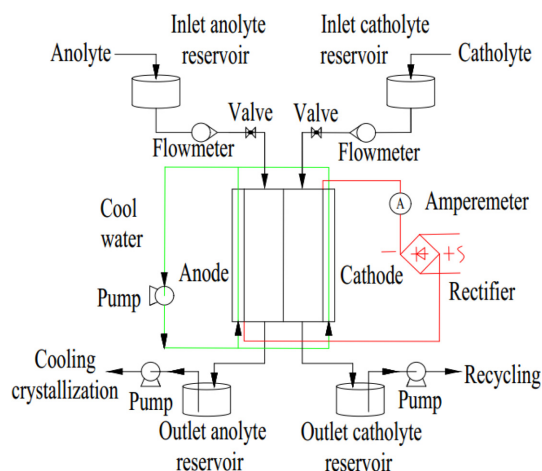 Inlet anolyte
reservoir
Inlet catholyte
reservoir
Anolyte
Catholyte
Valve
Valve
Flowmeter
Flowmeter
Cool
water
A
Amperemeter
Anode
Cathode
- +S
Rectifier
Pump
Cooling
crystallization
Pump
Pump
Recycling
Outlet anolyte
reservoir
Outlet catholyte
reservoir